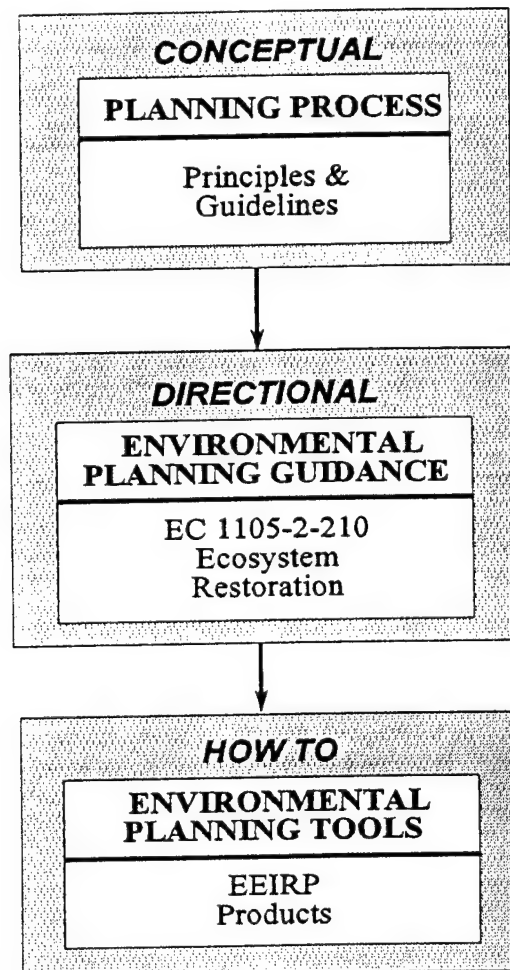 CONCEPTUAL
PLANNING PROCESS
Principles &
Guidelines
DIRECTIONAL
ENVIRONMENTAL
PLANNING GUIDANCE
EC 1105-2-210
Ecosystem
Restoration
HOW TO
ENVIRONMENTAL
PLANNING TOOLS
EEIRP
Products